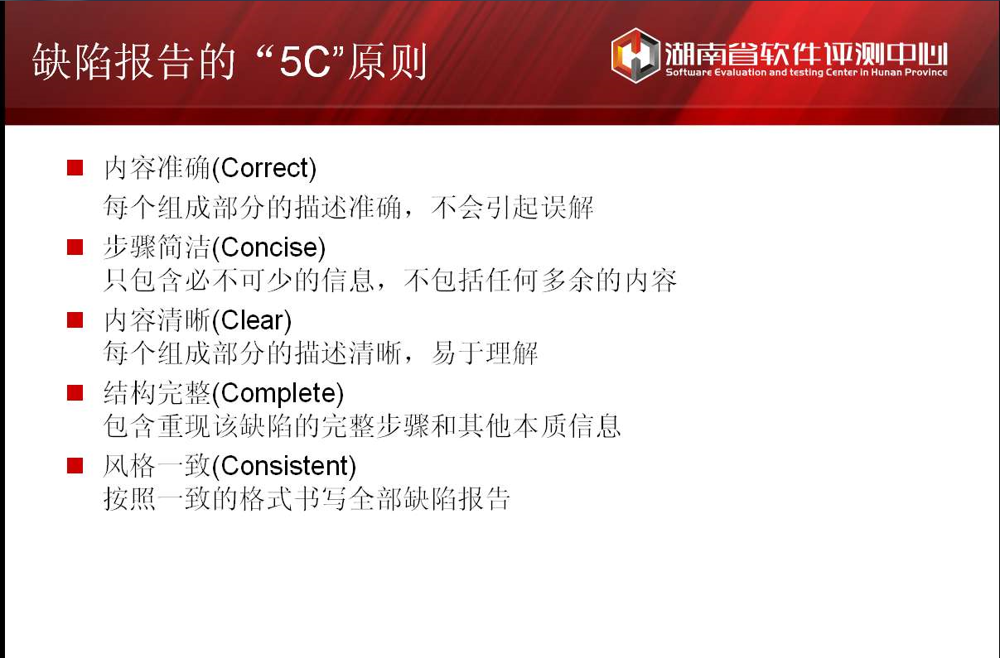 缺陷报告的“5C”原则
湖南省软件评测中心
Software Evaluation and testing Center in Hunan Province
内容准确(Correct)
每个组成部分的描述准确，不会引起误解
步骤简洁(Concise)
只包含必不可少的信息，不包括任何多余的内容
内容清晰(Clear)
每个组成部分的描述清晰，易于理解
结构完整(Complete)
包含重现该缺陷的完整步骤和其他本质信息
风格一致(Consistent)
按照一致的格式书写全部缺陷报告